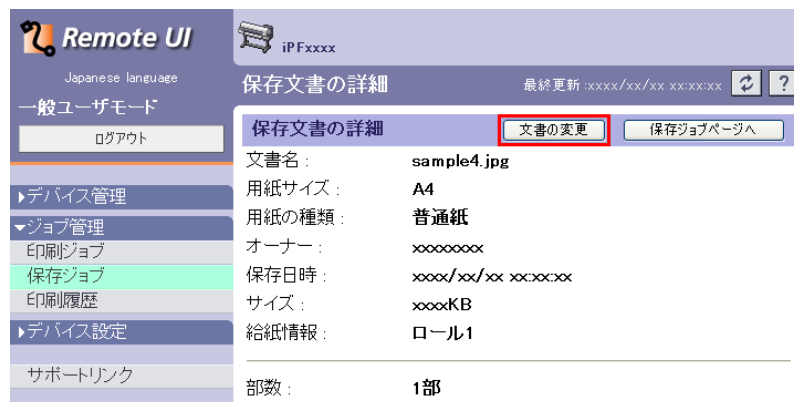 Remote UI
Japanese language
一般ユーザモード
ログアウト
▶デバイス管理
▼ジョブ管理
印刷ジョブ
保存ジョブ
印刷履歴
▶デバイス設定
サポートリンク
iPFxxxx
保存文書の詳細 最終更新 :xxxx/xx/xx xx:xx:xx ?
保存文書の詳細 文書の変更 保存ジョブページへ
文書名 : sample4.jpg
用紙サイズ : A4
用紙の種類 : 普通紙
オーナー : xxxxxxxx
保存日時 : xxxx/xx/xx xx:xx:xx
サイズ : xxxxKB
給紙情報 : ロール1
部数 : 1部